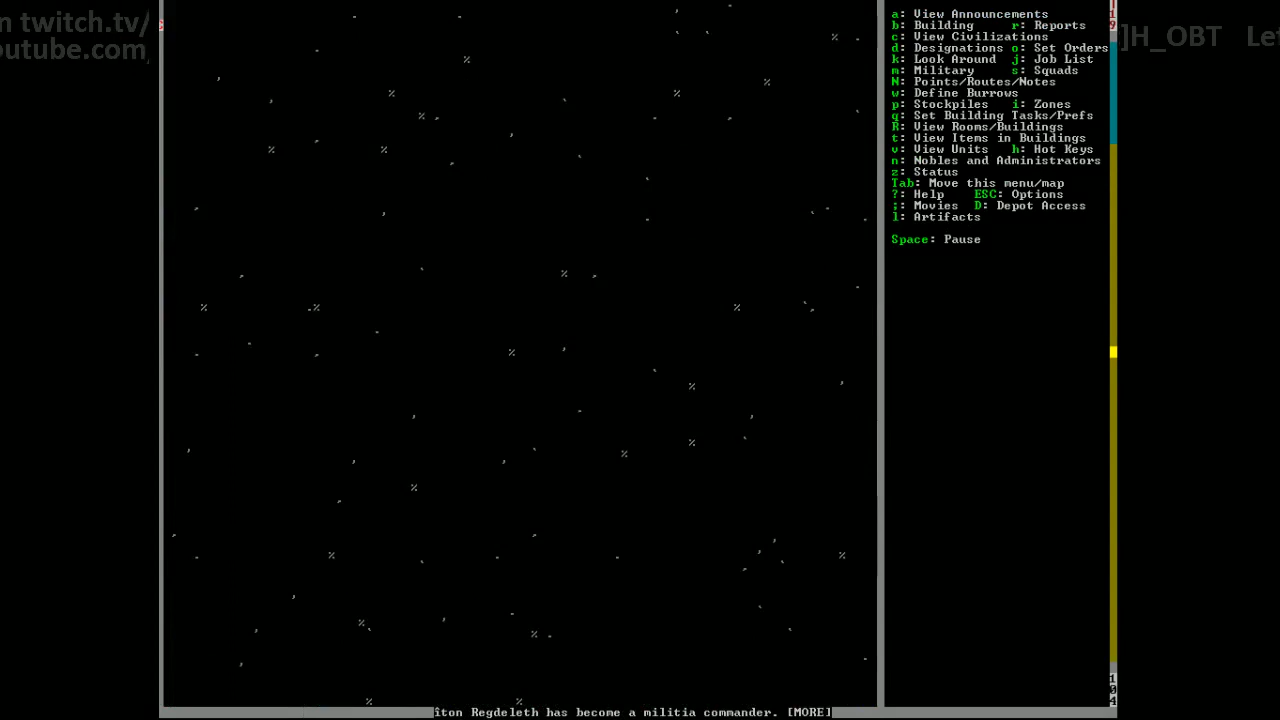 n twitch.tv/
outube.com/
]H_OBT Let
a: View Announcements
b: Building r: Reports
c: View Civilizations
d: Designations o: Set Orders
k: Look Around j: Job List
m: Military s: Squads
N: Points/Routes/Notes
w: Define Burrows
p: Stockpiles i: Zones
q: Set Building Tasks/Prefs
R: View Rooms/Buildings
t: View Items in Buildings
v: View Units h: Hot Keys
n: Nobles and Administrators
z: Status
Tab: Move this menu/map
?: Help ESC: Options
;: Movies D: Depot Access
l: Artifacts
Space: Pause
îton Regdeleth has become a militia commander. [MORE]